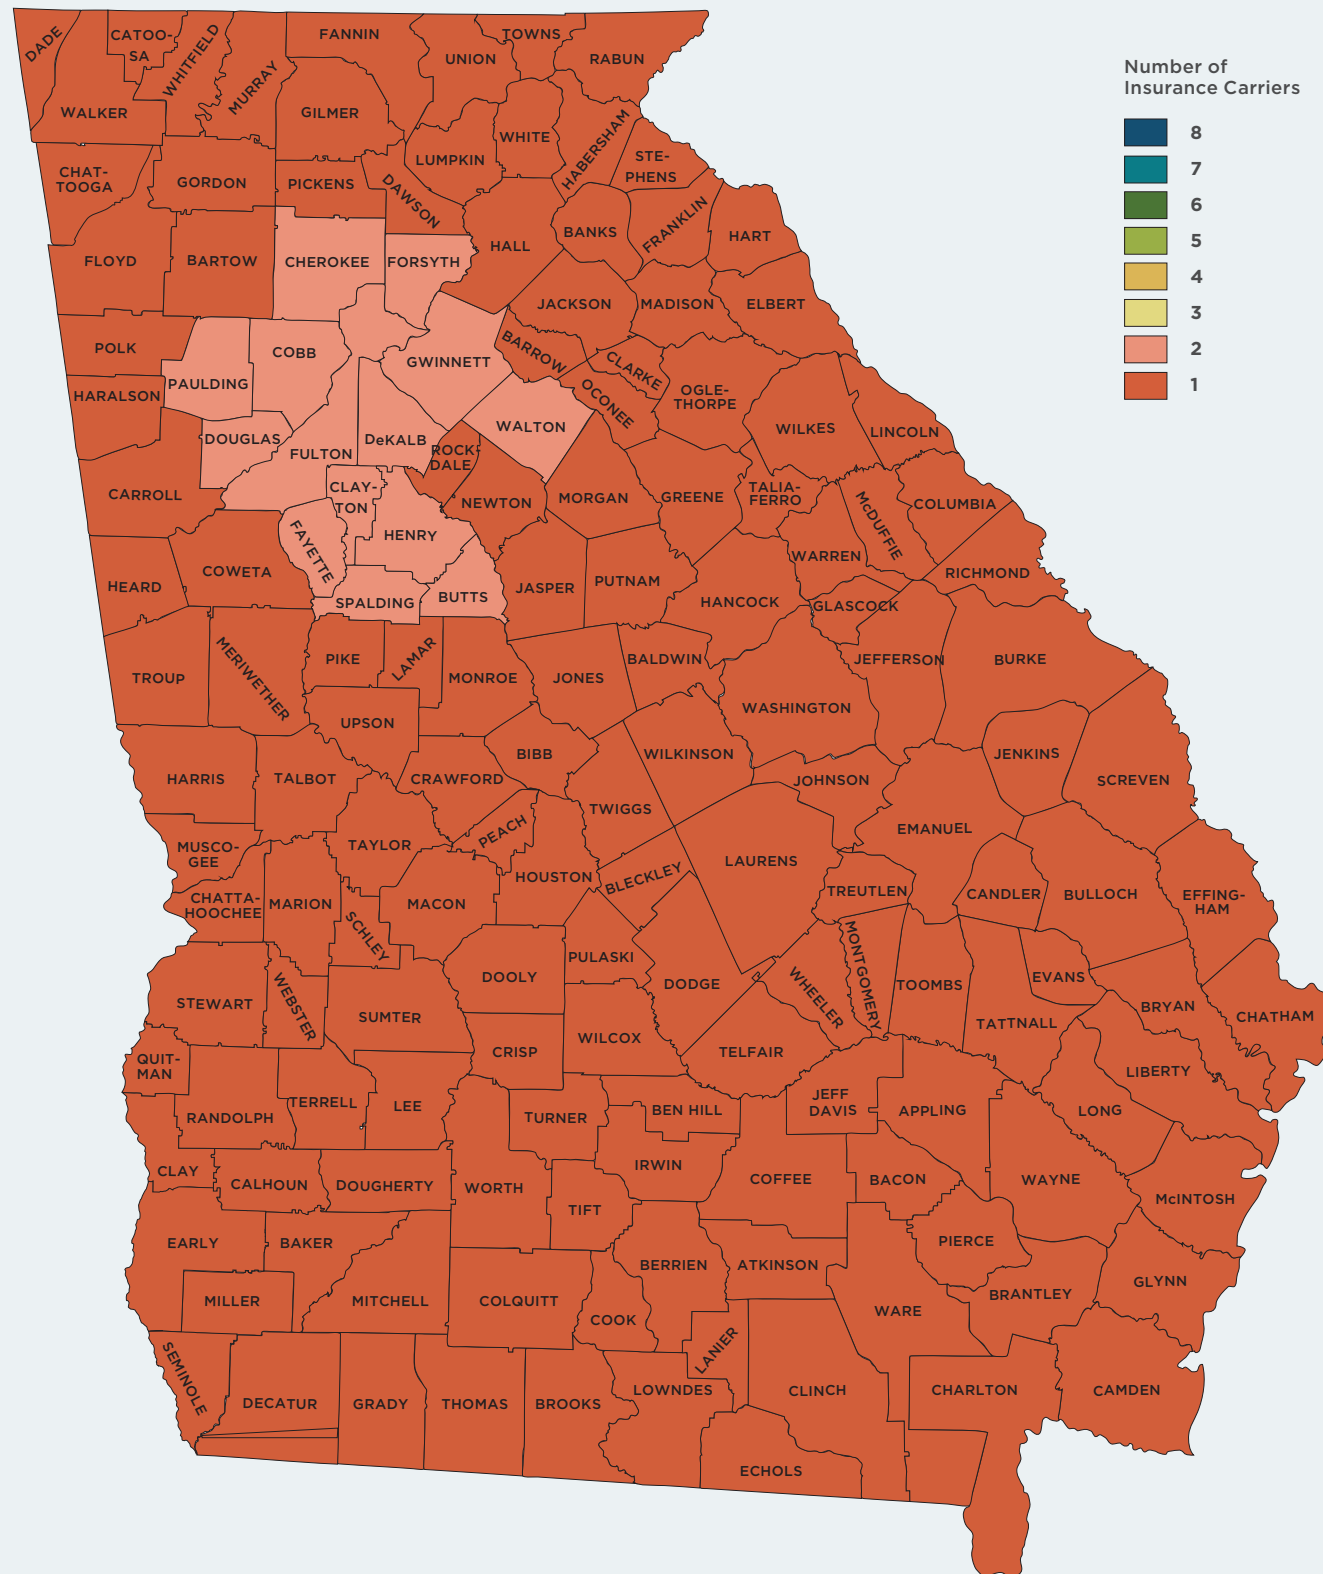 DADE
CATOO-
SA
WHITFIELD
MURRAY
FANNIN
UNION
TOWNS
RABUN
WALKER
GILMER
WHITE
HABERSHAM
LUMPKIN
STE-
PHENS
CHAT-
TOOGA
GORDON
PICKENS
DAWSON
HALL
BANKS
FRANKLIN
HART
FLOYD
BARTOW
CHEROKEE
FORSYTH
JACKSON
MADISON
ELBERT
POLK
COBB
GWINNETT
BARROW
CLARKE
HARALSON
PAULDING
OCONEE
OGLE-
THORPE
WILKES
LINCOLN
DOUGLAS
FULTON
DeKALB
ROCK-
DALE
WALTON
CARROLL
CLAY-
TON
NEWTON
MORGAN
GREENE
TALIA-
FERRO
McDUFFIE
COLUMBIA
FAYETTE
HENRY
WARREN
HEARD
COWETA
SPALDING
BUTTS
JASPER
PUTNAM
HANCOCK
GLASCOCK
RICHMOND
TROUP
MERIWETHER
PIKE
LAMAR
MONROE
JONES
BALDWIN
JEFFERSON
BURKE
UPSON
WASHINGTON
HARRIS
TALBOT
CRAWFORD
BIBB
WILKINSON
JOHNSON
JENKINS
SCREVEN
TWIGGS
MUSCO-
GEE
TAYLOR
PEACH
EMANUEL
HOUSTON
BLECKLEY
LAURENS
CHATTA-
HOOCHEE
MARION
SCHLEY
MACON
TREUTLEN
CANDLER
BULLOCH
EFFING-
HAM
STEWART
WEBSTER
SUMTER
DOOLY
PULASKI
DODGE
WHEELER
MONTGOMERY
TOOMBS
EVANS
TATTNALL
BRYAN
CHATHAM
QUIT-
MAN
CRISP
WILCOX
TELFAIR
LIBERTY
RANDOLPH
TERRELL
LEE
TURNER
BEN HILL
JEFF
DAVIS
APPLING
LONG
CLAY
CALHOUN
DOUGHERTY
WORTH
IRWIN
COFFEE
BACON
WAYNE
McINTOSH
TIFT
EARLY
BAKER
BERRIEN
ATKINSON
PIERCE
MILLER
MITCHELL
COLQUITT
COOK
WARE
BRANTLEY
GLYNN
SEMINOLE
LANIER
DECATUR
GRADY
THOMAS
BROOKS
LOWNDES
CLINCH
CHARLTON
CAMDEN
ECHOLS
Number of
Insurance Carriers
8
7
6
5
4
3
2
1